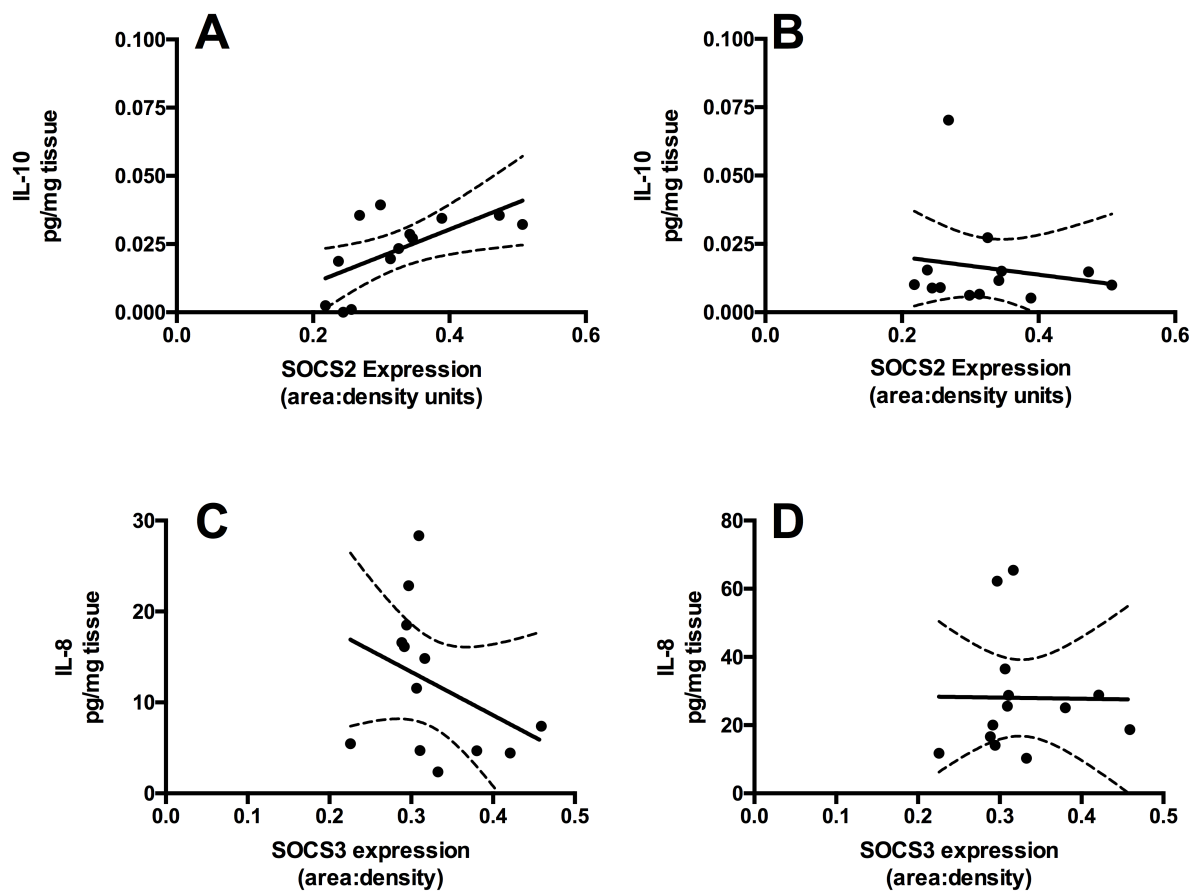 A
0.100
0.075
0.050
0.025
0.000
IL-10
pg/mg tissue
0.0 0.2 0.4 0.6
SOCS2 Expression
(area:density units)
B
0.100
0.075
0.050
0.025
0.000
IL-10
pg/mg tissue
0.0 0.2 0.4 0.6
SOCS2 Expression
(area:density units)
C
30
20
10
0
IL-8
pg/mg tissue
0.0 0.1 0.2 0.3 0.4 0.5
SOCS3 expression
(area:density)
D
80
60
40
20
0
IL-8
pg/mg tissue
0.0 0.1 0.2 0.3 0.4 0.5
SOCS3 expression
(area:density)